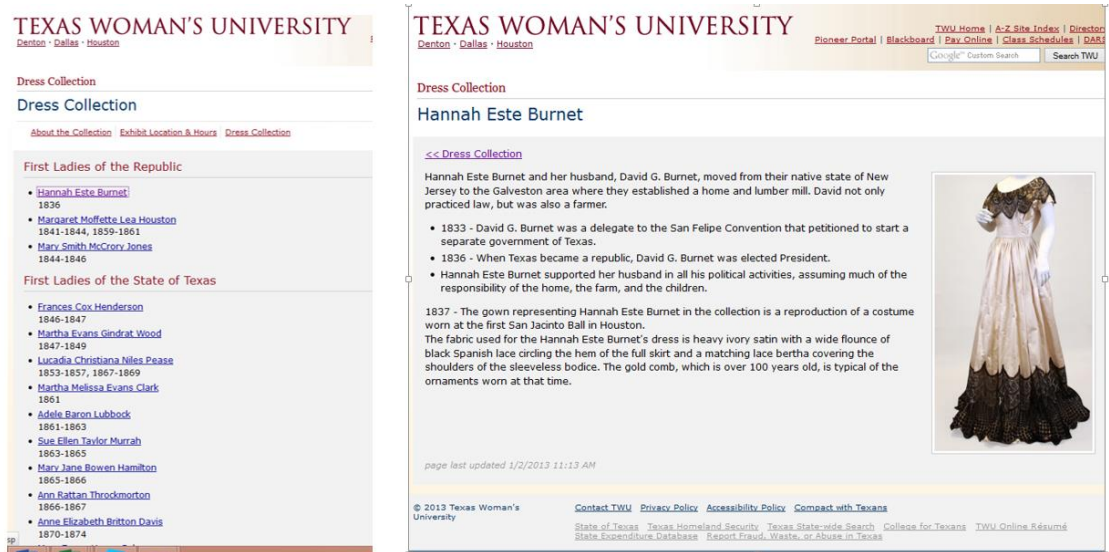 TEXAS WOMAN'S UNIVERSITY
Denton · Dallas · Houston
Dress Collection
Dress Collection
About the Collection Exhibit Location & Hours Dress Collection
First Ladies of the Republic
• Hannah Este Burnet
1836
• Margaret Moffette Lea Houston
1841-1844, 1859-1861
• Mary Smith McCrory Jones
1844-1846
First Ladies of the State of Texas
• Frances Cox Henderson
1846-1847
• Martha Evans Gindrat Wood
1847-1849
• Lucadia Christiana Niles Pease
1853-1857, 1867-1869
• Martha Melissa Evans Clark
1861
• Adele Baron Lubbock
1861-1863
• Sue Ellen Taylor Murrah
1863-1865
• Mary Jane Bowen Hamilton
1865-1866
• Ann Rattan Throckmorton
1866-1867
• Anne Elizabeth Britton Davis
1870-1874
sp
TEXAS WOMAN'S UNIVERSITY
Denton · Dallas · Houston
TWU Home | A-Z Site Index | Director
Pioneer Portal | Blackboard | Pay Online | Class Schedules | DARS
Google™ Custom Search Search TWU
Dress Collection
Hannah Este Burnet
<< Dress Collection
Hannah Este Burnet and her husband, David G. Burnet, moved from their native state of New
Jersey to the Galveston area where they established a home and lumber mill. David not only
practiced law, but was also a farmer.
• 1833 - David G. Burnet was a delegate to the San Felipe Convention that petitioned to start a
separate government of Texas.
• 1836 - When Texas became a republic, David G. Burnet was elected President.
• Hannah Este Burnet supported her husband in all his political activities, assuming much of the
responsibility of the home, the farm, and the children.
1837 - The gown representing Hannah Este Burnet in the collection is a reproduction of a costume
worn at the first San Jacinto Ball in Houston.
The fabric used for the Hannah Este Burnet's dress is heavy ivory satin with a wide flounce of
black Spanish lace circling the hem of the full skirt and a matching lace bertha covering the
shoulders of the sleeveless bodice. The gold comb, which is over 100 years old, is typical of the
ornaments worn at that time.
page last updated 1/2/2013 11:13 AM
© 2013 Texas Woman's
University
Contact TWU Privacy Policy Accessibility Policy Compact with Texans
State of Texas Texas Homeland Security Texas State-wide Search College for Texans TWU Online Résumé
State Expenditure Database Report Fraud, Waste, or Abuse in Texas